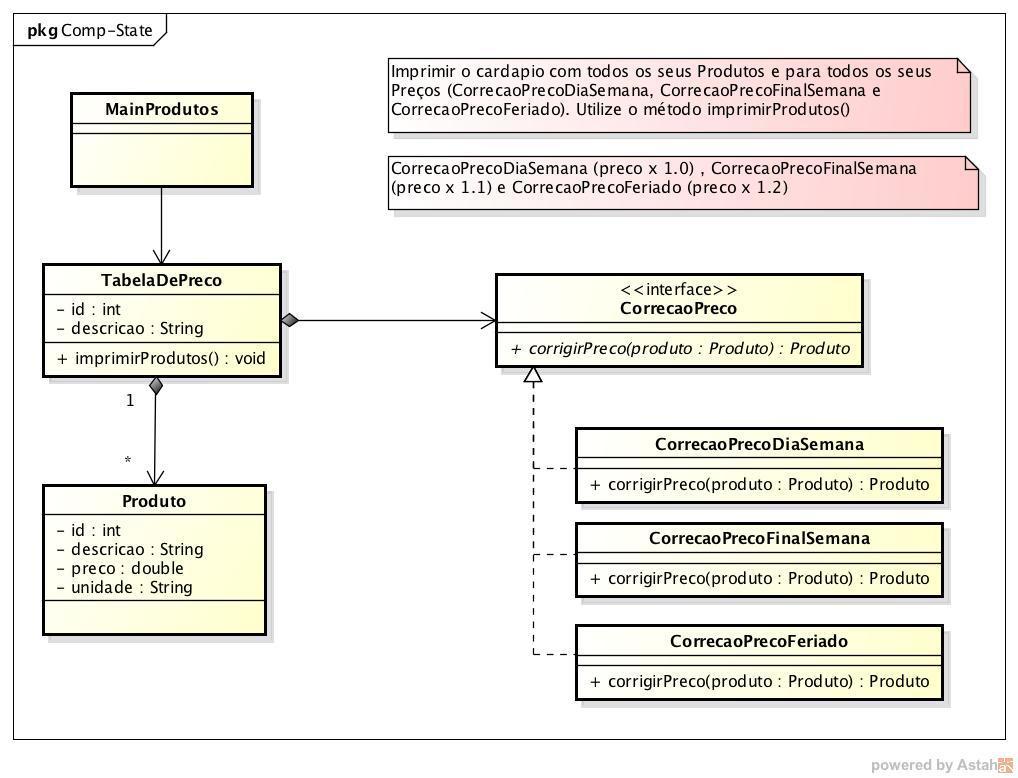 pkg Comp-State
Imprimir o cardapio com todos os seus Produtos e para todos os seus
Preços (CorrecaoPrecoDiaSemana, CorrecaoPrecoFinalSemana e
CorrecaoPrecoFeriado). Utilize o método imprimirProdutos()
MainProdutos
CorrecaoPrecoDiaSemana (preco x 1.0) , CorrecaoPrecoFinalSemana
(preco x 1.1) e CorrecaoPrecoFeriado (preco x 1.2)
TabelaDePreco
- id : int
- descricao : String
+ imprimirProdutos() : void
<<interface>>
CorrecaoPreco
+ corrigirPreco(produto : Produto) : Produto
1
*
Produto
- id : int
- descricao : String
- preco : double
- unidade : String
CorrecaoPrecoDiaSemana
+ corrigirPreco(produto : Produto) : Produto
CorrecaoPrecoFinalSemana
+ corrigirPreco(produto : Produto) : Produto
CorrecaoPrecoFeriado
+ corrigirPreco(produto : Produto) : Produto
powered by Astah